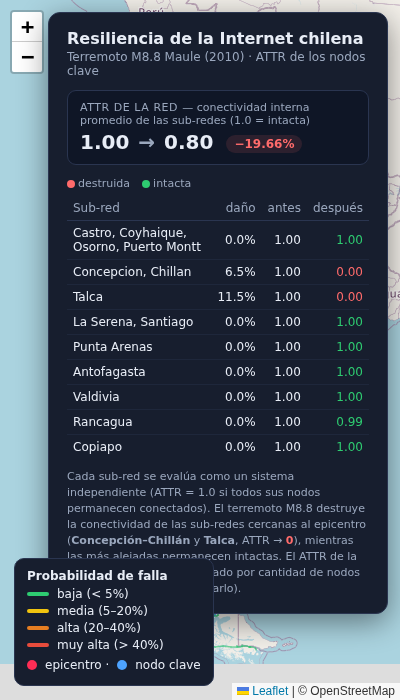 Perú
+
−
Resiliencia de la Internet chilena
Terremoto M8.8 Maule (2010) · ATTR de los nodos
clave
ATTR DE LA RED — conectividad interna
promedio de las sub-redes (1.0 = intacta)
1.00 → 0.80 −19.66%
destruida intacta
Sub-red daño antes después
Castro, Coyhaique,
Osorno, Puerto Montt 0.0% 1.00 1.00
Concepcion, Chillan 6.5% 1.00 0.00
Talca 11.5% 1.00 0.00
La Serena, Santiago 0.0% 1.00 1.00
Punta Arenas 0.0% 1.00 1.00
Antofagasta 0.0% 1.00 1.00
Valdivia 0.0% 1.00 1.00
Rancagua 0.0% 1.00 0.99
Copiapo 0.0% 1.00 1.00
Cada sub-red se evalúa como un sistema
independiente (ATTR = 1.0 si todos sus nodos
permanecen conectados). El terremoto M8.8 destruye
la conectividad de las sub-redes cercanas al epicentro
(Concepción–Chillán y Talca, ATTR → 0), mientras
las más alejadas permanecen intactas. El ATTR de la
por cantidad de nodos
Probabilidad de falla
baja (< 5%)
media (5–20%)
alta (20–40%)
muy alta (> 40%)
epicentro · nodo clave
Leaflet | © OpenStreetMap